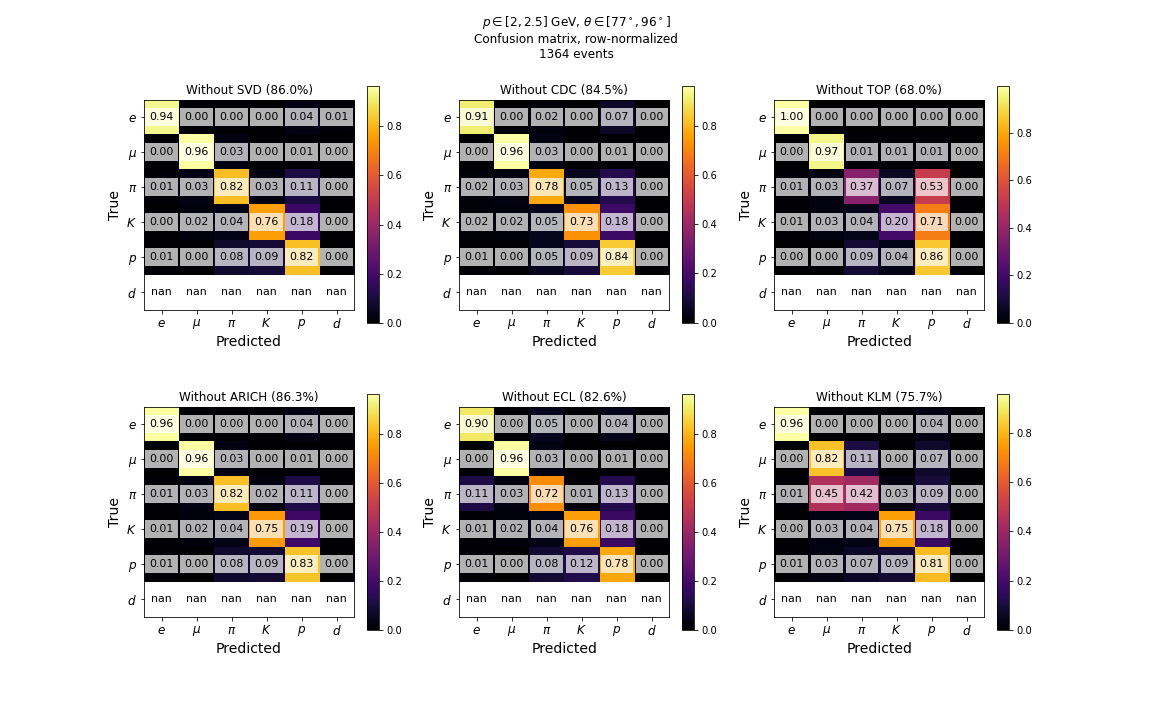 p ∈ [2, 2.5] GeV, θ ∈ [77°, 96°]
Confusion matrix, row-normalized
1364 events
Without SVD (86.0%)
True
e 0.94 0.00 0.00 0.00 0.04 0.01
μ 0.00 0.96 0.03 0.00 0.01 0.00
π 0.01 0.03 0.82 0.03 0.11 0.00
K 0.00 0.02 0.04 0.76 0.18 0.00
p 0.01 0.00 0.08 0.09 0.82 0.00
d nan nan nan nan nan nan
e μ π K p d
Predicted
0.8
0.6
0.4
0.2
0.0
Without CDC (84.5%)
True
e 0.91 0.00 0.02 0.00 0.07 0.00
μ 0.00 0.96 0.03 0.00 0.01 0.00
π 0.02 0.03 0.78 0.05 0.13 0.00
K 0.02 0.02 0.05 0.73 0.18 0.00
p 0.01 0.00 0.05 0.09 0.84 0.00
d nan nan nan nan nan nan
e μ π K p d
Predicted
0.8
0.6
0.4
0.2
0.0
Without TOP (68.0%)
True
e 1.00 0.00 0.00 0.00 0.00 0.00
μ 0.00 0.97 0.01 0.01 0.01 0.00
π 0.01 0.03 0.37 0.07 0.53 0.00
K 0.01 0.03 0.04 0.20 0.71 0.00
p 0.00 0.00 0.09 0.04 0.86 0.00
d nan nan nan nan nan nan
e μ π K p d
Predicted
0.8
0.6
0.4
0.2
0.0
Without ARICH (86.3%)
True
e 0.96 0.00 0.00 0.00 0.04 0.00
μ 0.00 0.96 0.03 0.00 0.01 0.00
π 0.01 0.03 0.82 0.02 0.11 0.00
K 0.01 0.02 0.04 0.75 0.19 0.00
p 0.01 0.00 0.08 0.09 0.83 0.00
d nan nan nan nan nan nan
e μ π K p d
Predicted
0.8
0.6
0.4
0.2
0.0
Without ECL (82.6%)
True
e 0.90 0.00 0.05 0.00 0.04 0.00
μ 0.00 0.96 0.03 0.00 0.01 0.00
π 0.11 0.03 0.72 0.01 0.13 0.00
K 0.01 0.02 0.04 0.76 0.18 0.00
p 0.01 0.00 0.08 0.12 0.78 0.00
d nan nan nan nan nan nan
e μ π K p d
Predicted
0.8
0.6
0.4
0.2
0.0
Without KLM (75.7%)
True
e 0.96 0.00 0.00 0.00 0.04 0.00
μ 0.00 0.82 0.11 0.00 0.07 0.00
π 0.01 0.45 0.42 0.03 0.09 0.00
K 0.00 0.03 0.04 0.75 0.18 0.00
p 0.01 0.03 0.07 0.09 0.81 0.00
d nan nan nan nan nan nan
e μ π K p d
Predicted
0.8
0.6
0.4
0.2
0.0